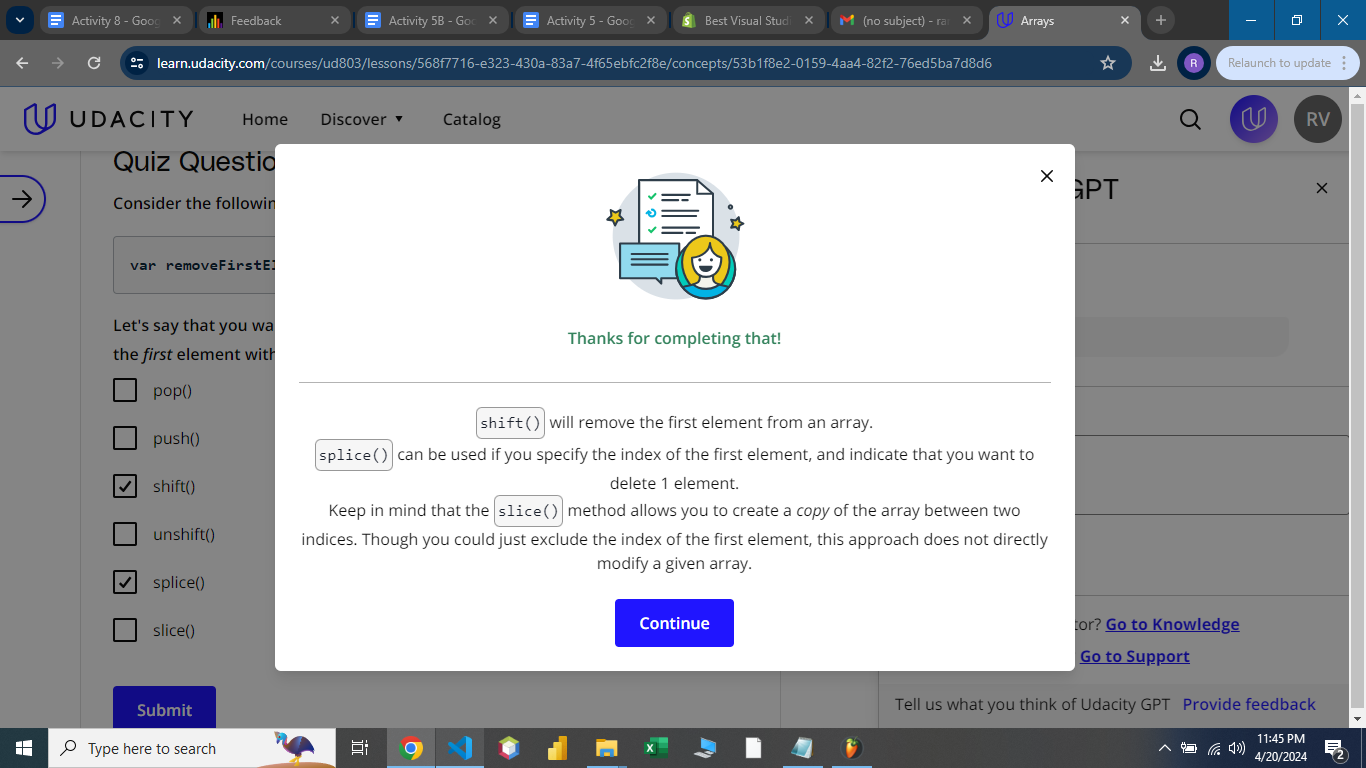 Activity 8 - Goog
Feedback
Activity 5B - Goo
Activity 5 - Goog
Best Visual Studi
(no subject) - rar
Arrays
learn.udacity.com/courses/ud803/lessons/568f7716-e323-430a-83a7-4f65ebfc2f8e/concepts/53b1f8e2-0159-4aa4-82f2-76ed5ba7d8d6
R
Relaunch to update
UDACITY
Home
Discover
Catalog
RV
Quiz Questio
GPT
Consider the followin
var removeFirstEl
Let's say that you wa
the first element with
pop()
push()
shift()
unshift()
splice()
slice()
Submit
Thanks for completing that!
shift() will remove the first element from an array.
splice() can be used if you specify the index of the first element, and indicate that you want to
delete 1 element.
Keep in mind that the slice() method allows you to create a copy of the array between two
indices. Though you could just exclude the index of the first element, this approach does not directly
modify a given array.
Continue
tor? Go to Knowledge
Go to Support
Tell us what you think of Udacity GPT Provide feedback
Type here to search
11:45 PM
4/20/2024
2